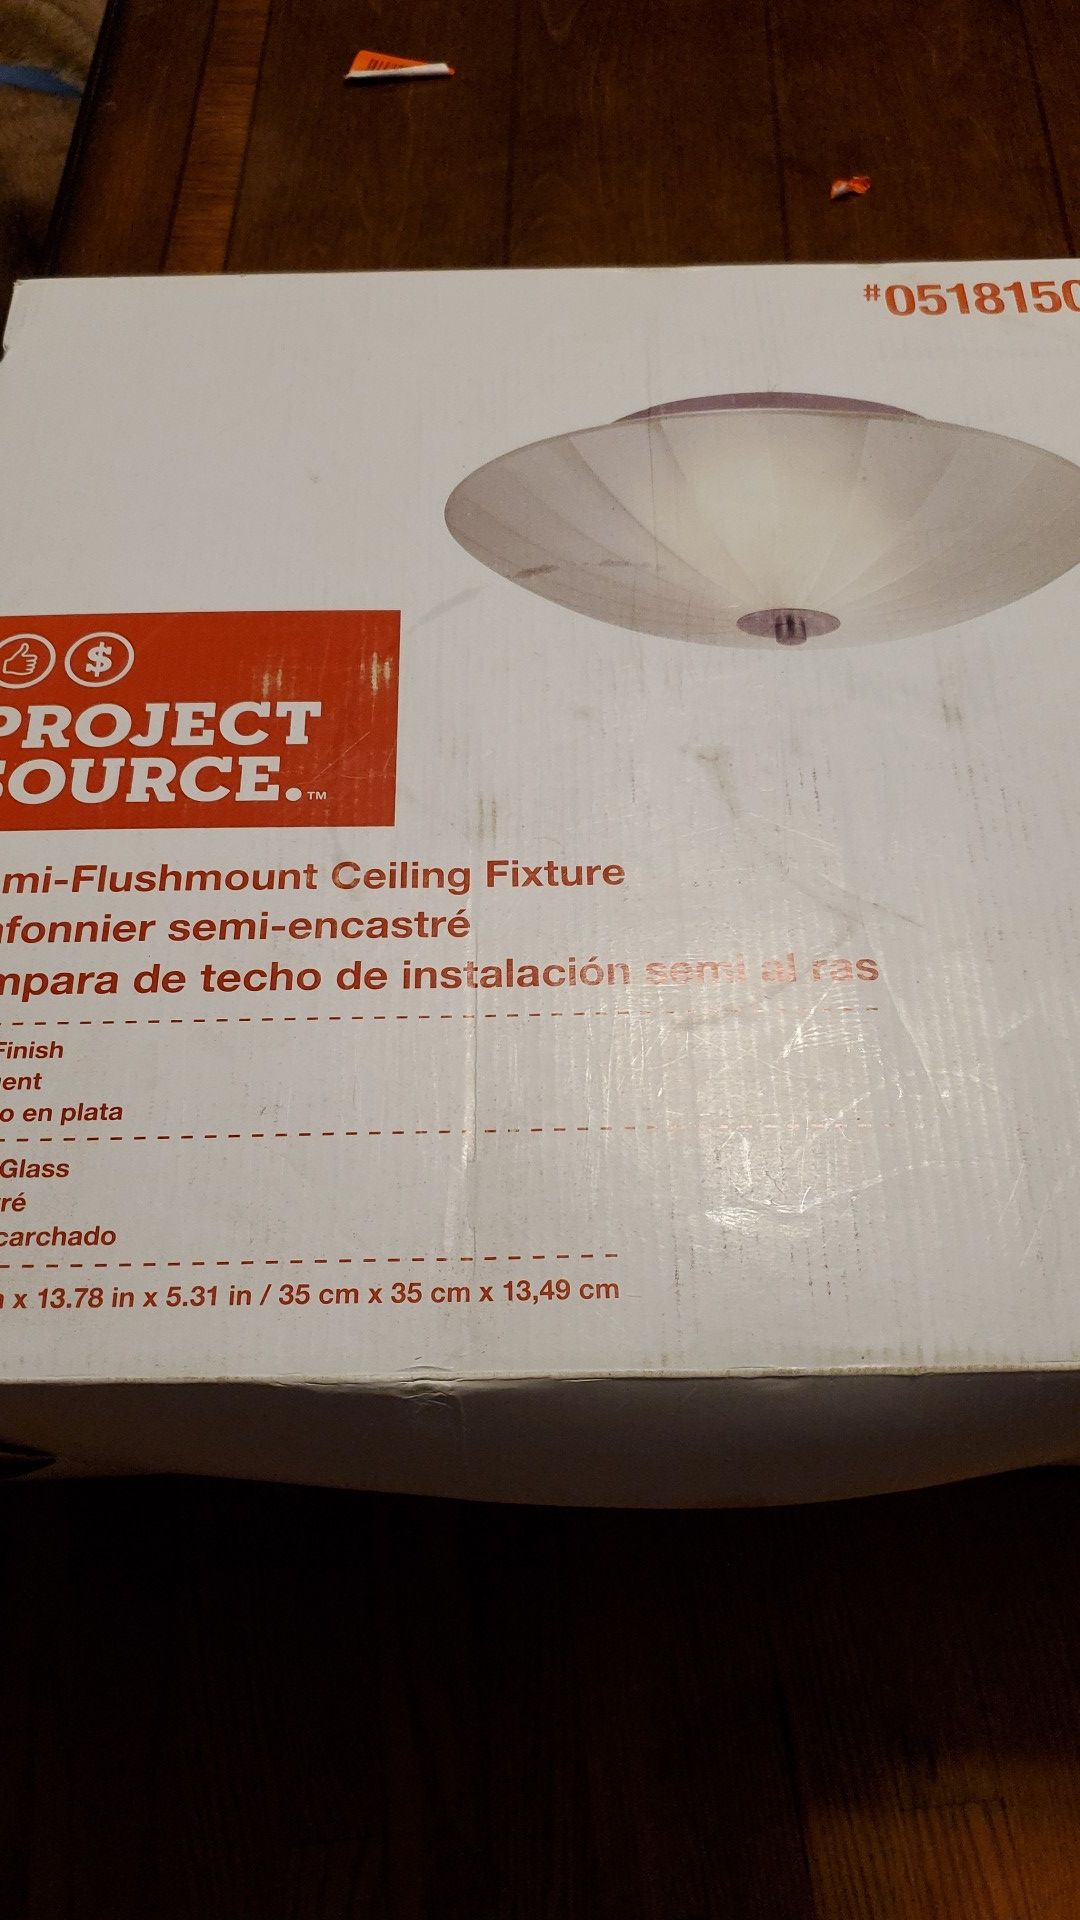 #0518150
$
PROJECT
SOURCE.™
mi-Flushmount Ceiling Fixture
fonnier semi-encastré
mpara de techo de instalación semi al ras
Finish
ent
o en plata
Glass
ré
carchado
x 13.78 in x 5.31 in / 35 cm x 35 cm x 13,49 cm